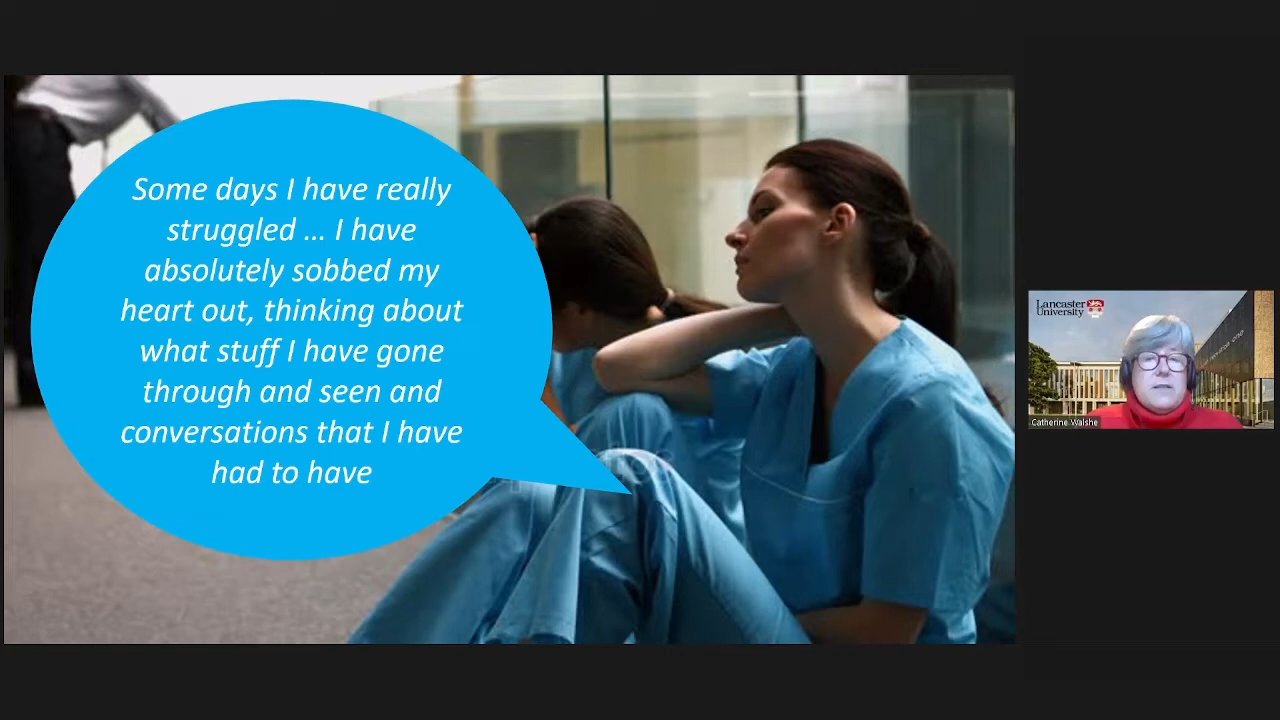 Some days I have really
struggled ... I have
absolutely sobbed my
heart out, thinking about
what stuff I have gone
through and seen and
conversations that I have
had to have
Lancaster
University
Catherine Walshe